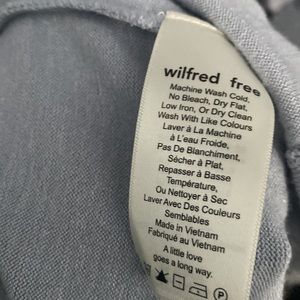 wilfred free
Machine Wash Cold,
No Bleach, Dry Flat,
Low Iron, Or Dry Clean
Wash With Like Colours
Laver à La Machine
à L'eau Froide,
Pas De Blanchiment,
Sécher à Plat,
Repasser à Basse
Température,
Ou Nettoyer à Sec
Laver Avec Des Couleurs
Semblables
Made in Vietnam
Fabriqué au Vietnam
A little love
goes a long way.